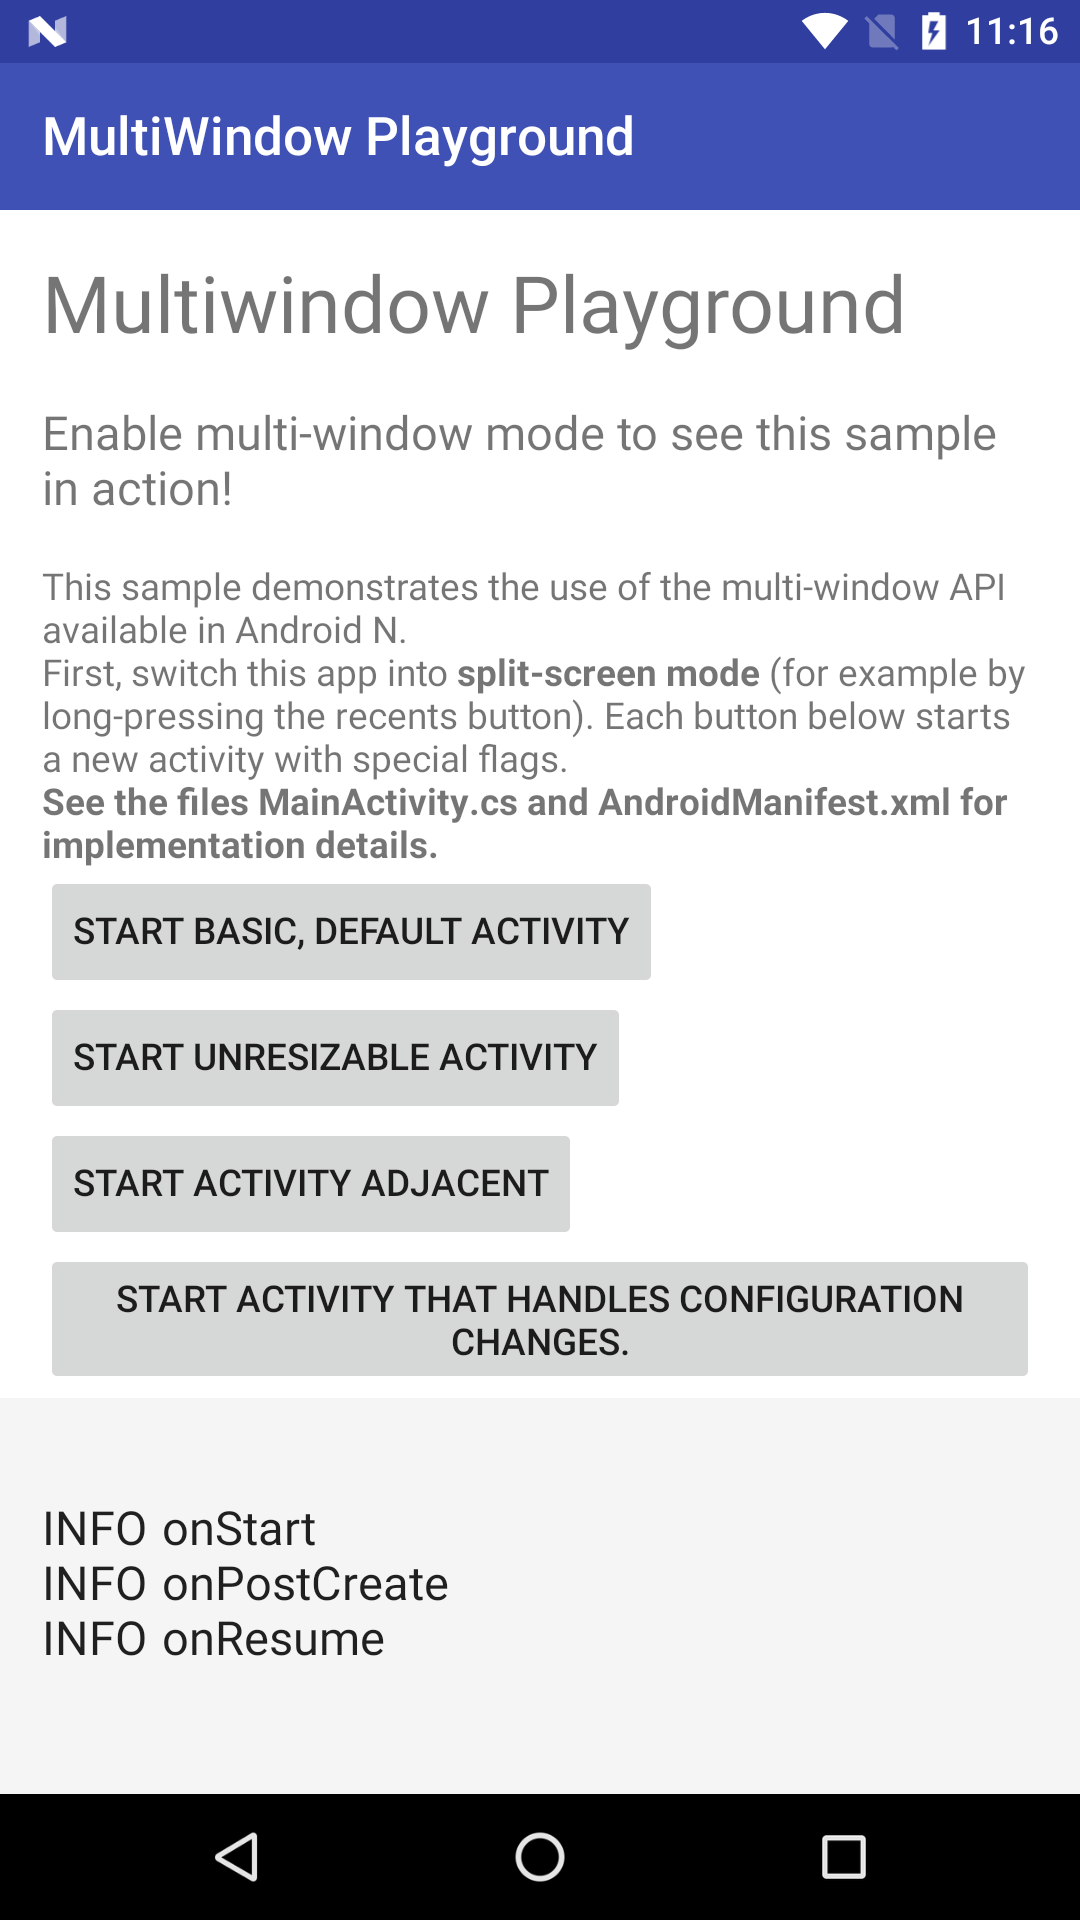 11:16
MultiWindow Playground
Multiwindow Playground
Enable multi-window mode to see this sample
in action!
This sample demonstrates the use of the multi-window API
available in Android N.
First, switch this app into split-screen mode (for example by
long-pressing the recents button). Each button below starts
a new activity with special flags.
See the files MainActivity.cs and AndroidManifest.xml for
implementation details.
START BASIC, DEFAULT ACTIVITY
START UNRESIZABLE ACTIVITY
START ACTIVITY ADJACENT
START ACTIVITY THAT HANDLES CONFIGURATION
CHANGES.
INFO onStart
INFO onPostCreate
INFO onResume